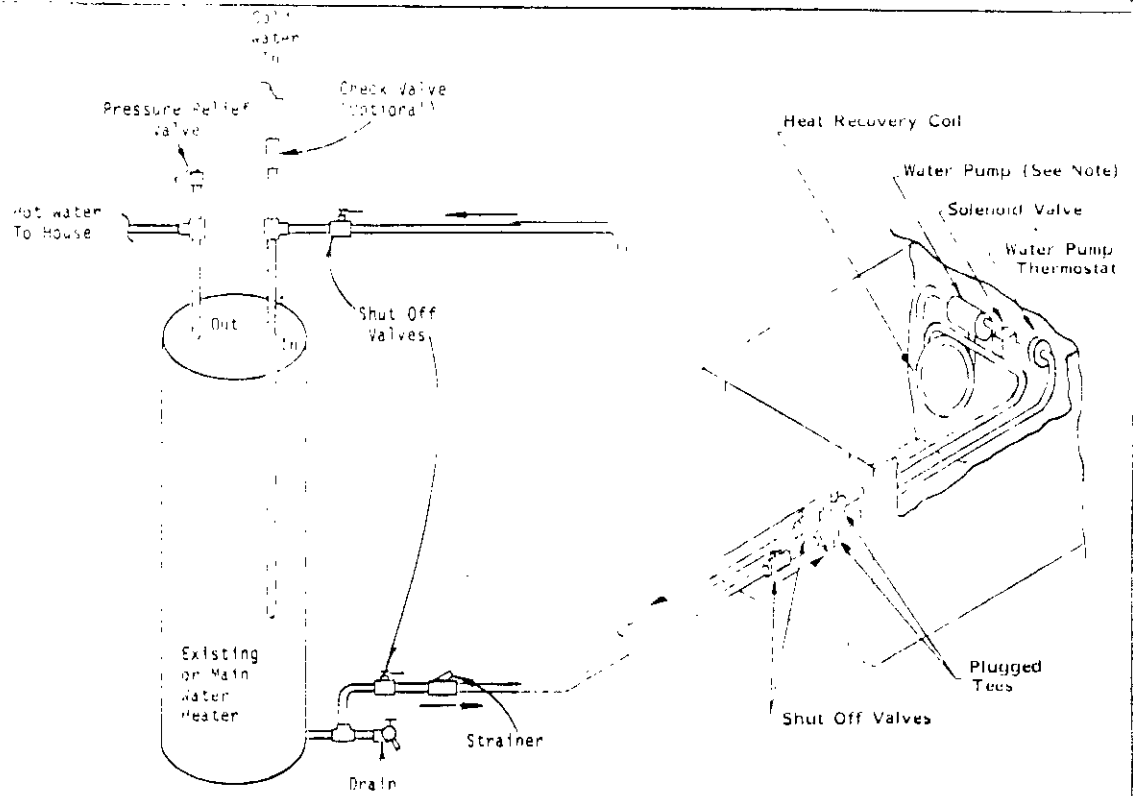 Cold
Water
In
Check Valve
(Optional)
Pressure Relief
Valve
Hot Water
To House
Out
In
Shut Off
Valves
Heat Recovery Coil
Water Pump (See Note)
Solenoid Valve
Water Pump
Thermostat
Existing
or Main
Water
Heater
Strainer
Drain
Plugged
Tees
Shut Off Valves